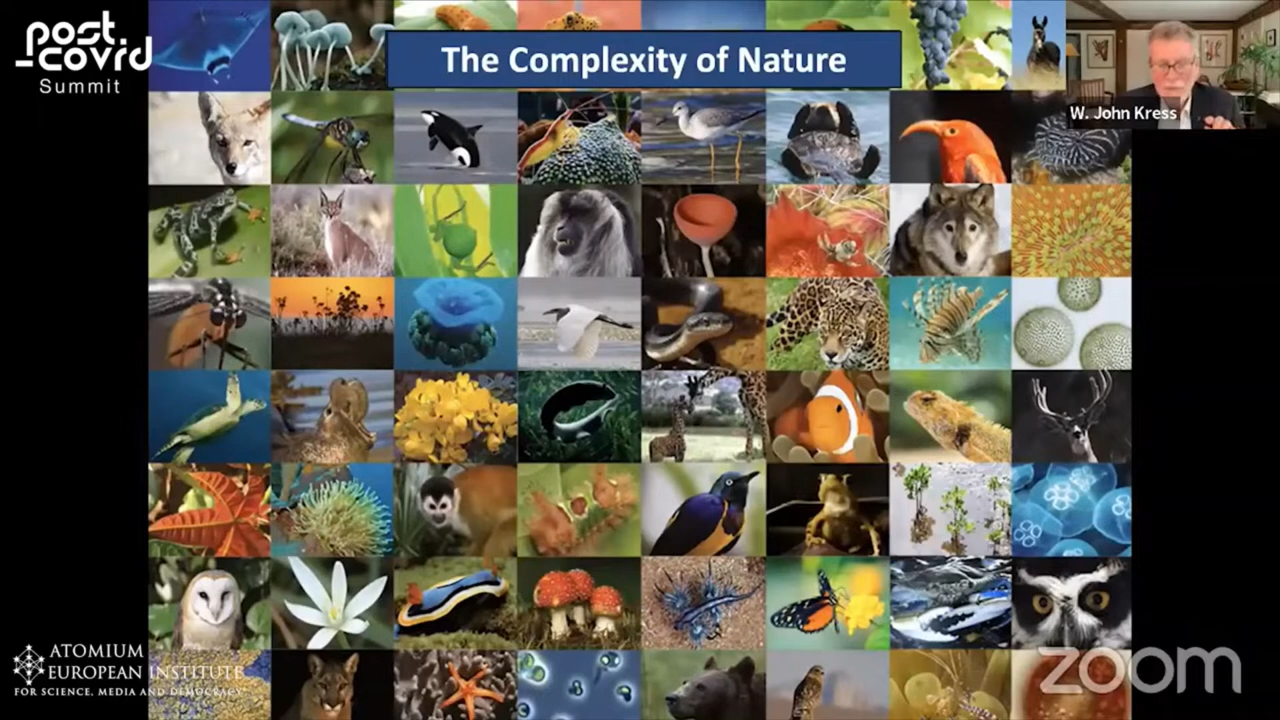 post
-covid
Summit
The Complexity of Nature
W. John Kress
ATOMIUM
EUROPEAN INSTITUTE
FOR SCIENCE, MEDIA AND DEMOCRACY
zoom